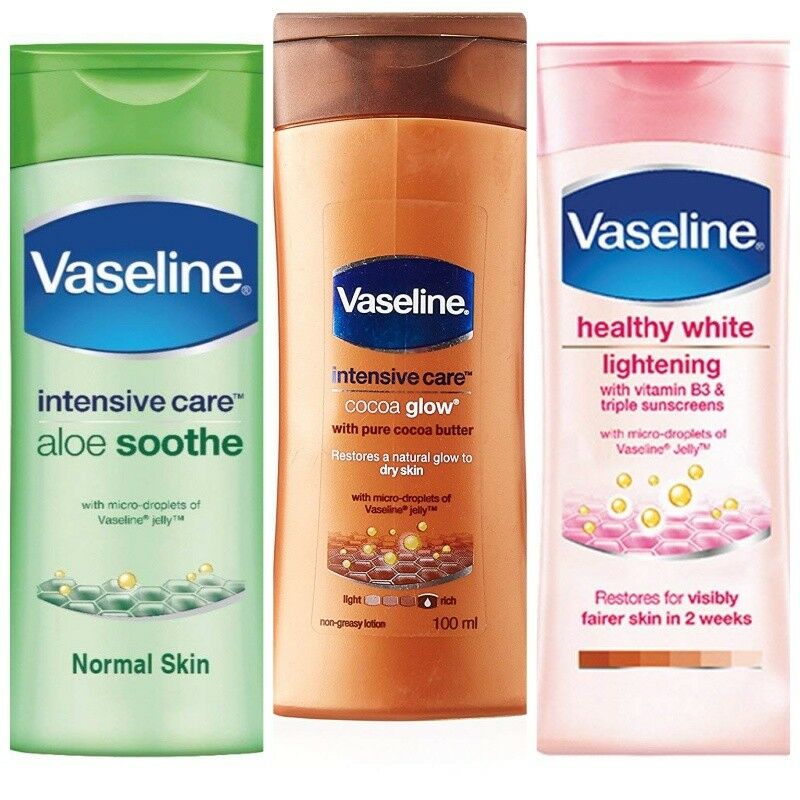 Vaseline®
intensive care™
aloe soothe
with micro-droplets of
Vaseline® jelly™
Normal Skin
Vaseline®
intensive care™
cocoa glow®
with pure cocoa butter
Restores a natural glow to
dry skin
with micro-droplets of
Vaseline® jelly™
light rich
non-greasy lotion 100 ml
Vaseline®
healthy white
lightening
with vitamin B3 &
triple sunscreens
with micro-droplets of
Vaseline® Jelly™
Restores for visibly
fairer skin in 2 weeks